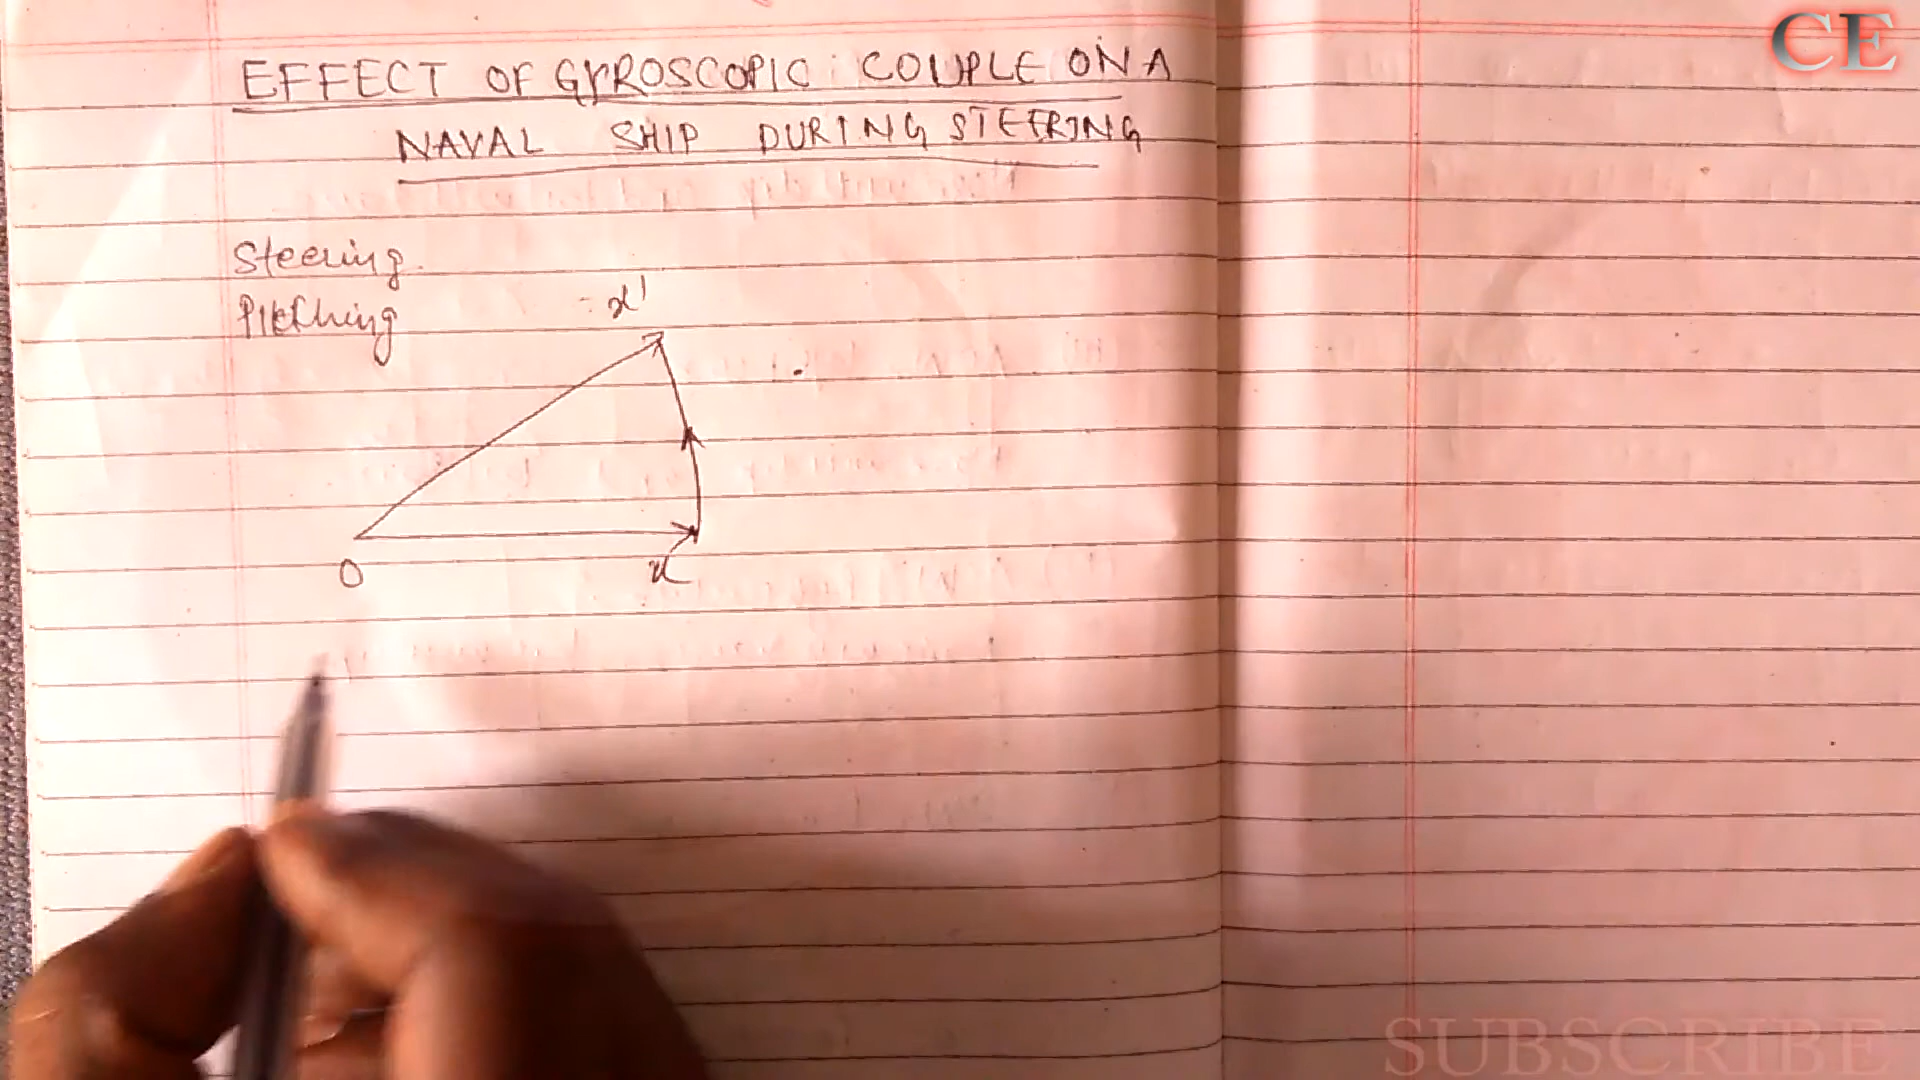 CE
EFFECT OF GYROSCOPIC COUPLE ON A
NAVAL SHIP DURING STEERING
Steering
Pitching
x'
O
x
SUBSCRIBE